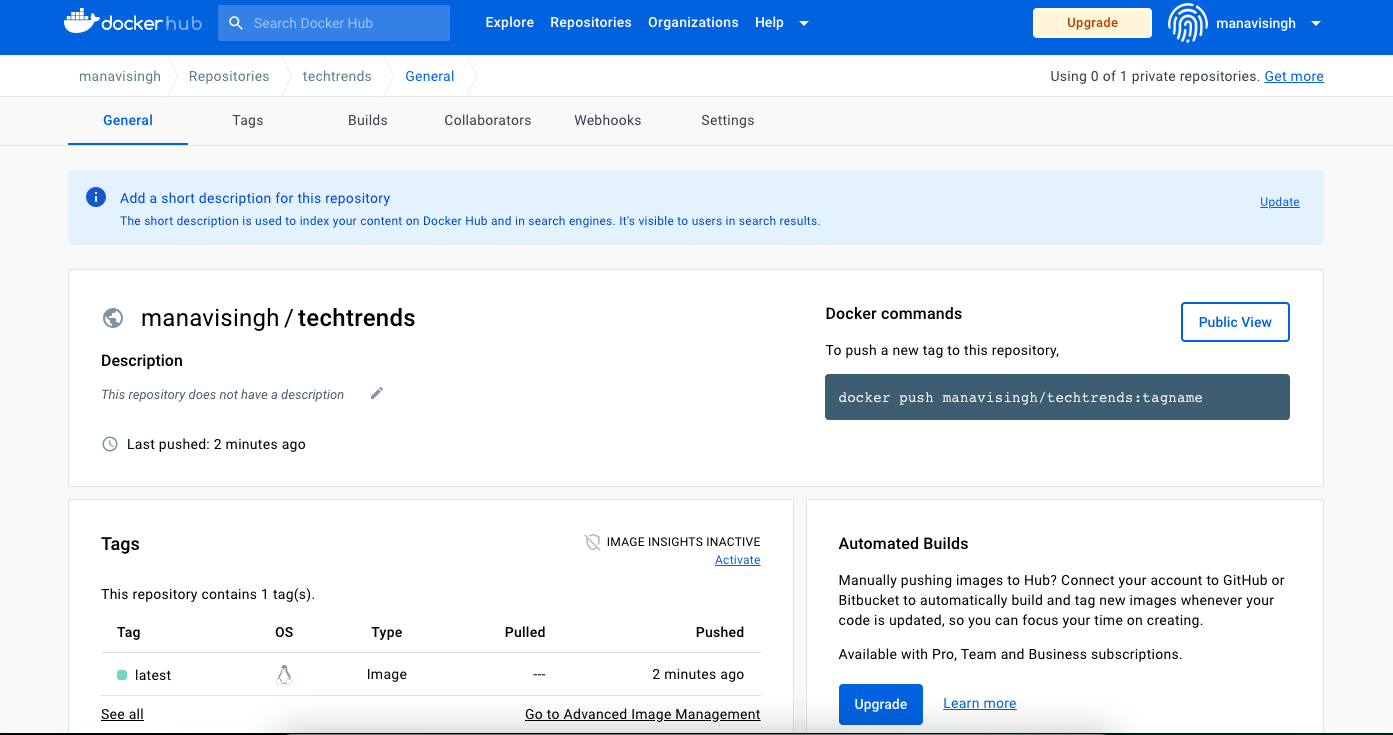 dockerhub
Search Docker Hub
Explore Repositories Organizations Help
Upgrade
manavisingh
manavisingh Repositories techtrends General
Using 0 of 1 private repositories. Get more
General Tags Builds Collaborators Webhooks Settings
Add a short description for this repository
The short description is used to index your content on Docker Hub and in search engines. It's visible to users in search results.
Update
manavisingh / techtrends
Description
This repository does not have a description
Last pushed: 2 minutes ago
Docker commands
Public View
To push a new tag to this repository,
docker push manavisingh/techtrends:tagname
Tags
IMAGE INSIGHTS INACTIVE
Activate
This repository contains 1 tag(s).
Tag OS Type Pulled Pushed
latest Image --- 2 minutes ago
See all
Go to Advanced Image Management
Automated Builds
Manually pushing images to Hub? Connect your account to GitHub or
Bitbucket to automatically build and tag new images whenever your
code is updated, so you can focus your time on creating.
Available with Pro, Team and Business subscriptions.
Upgrade
Learn more